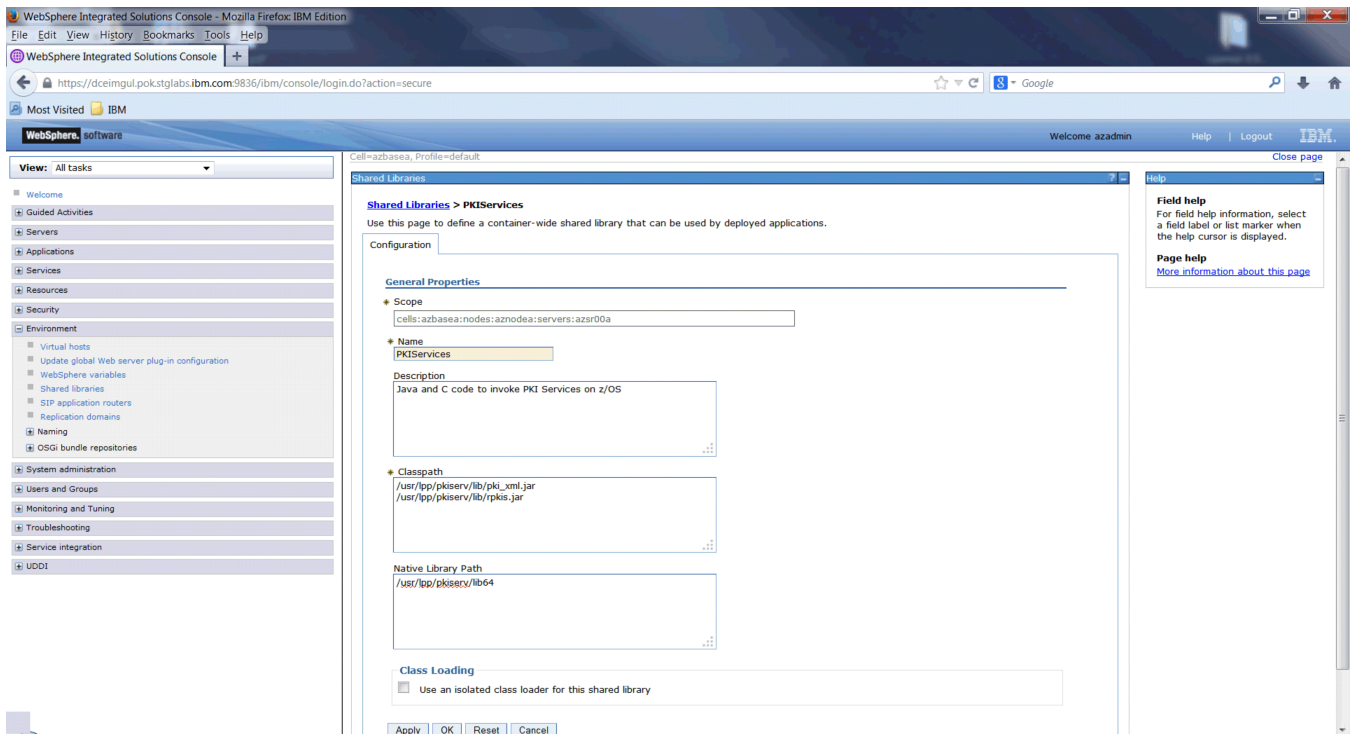 WebSphere Integrated Solutions Console - Mozilla Firefox: IBM Edition
File Edit View History Bookmarks Tools Help
WebSphere Integrated Solutions Console +
https://dceimgul.pok.stglabs.ibm.com:9836/ibm/console/login.do?action=secure
Google
Most Visited IBM
WebSphere. software
Welcome azadmin Help | Logout IBM.
View: All tasks
Welcome
Guided Activities
Servers
Applications
Services
Resources
Security
Environment
Virtual hosts
Update global Web server plug-in configuration
WebSphere variables
Shared libraries
SIP application routers
Replication domains
Naming
OSGi bundle repositories
System administration
Users and Groups
Monitoring and Tuning
Troubleshooting
Service integration
UDDI
Cell=azbasea, Profile=default
Close page
Shared Libraries ? -
Shared Libraries > PKIServices
Use this page to define a container-wide shared library that can be used by deployed applications.
Configuration
General Properties
* Scope
cells:azbasea:nodes:aznodea:servers:azsr00a
* Name
PKIServices
Description
Java and C code to invoke PKI Services on z/OS
* Classpath
/usr/lpp/pkiserv/lib/pki_xml.jar
/usr/lpp/pkiserv/lib/rpkis.jar
Native Library Path
/usr/lpp/pkiserv/lib64
Class Loading
Use an isolated class loader for this shared library
Apply OK Reset Cancel
Help -
Field help
For field help information, select
a field label or list marker when
the help cursor is displayed.
Page help
More information about this page